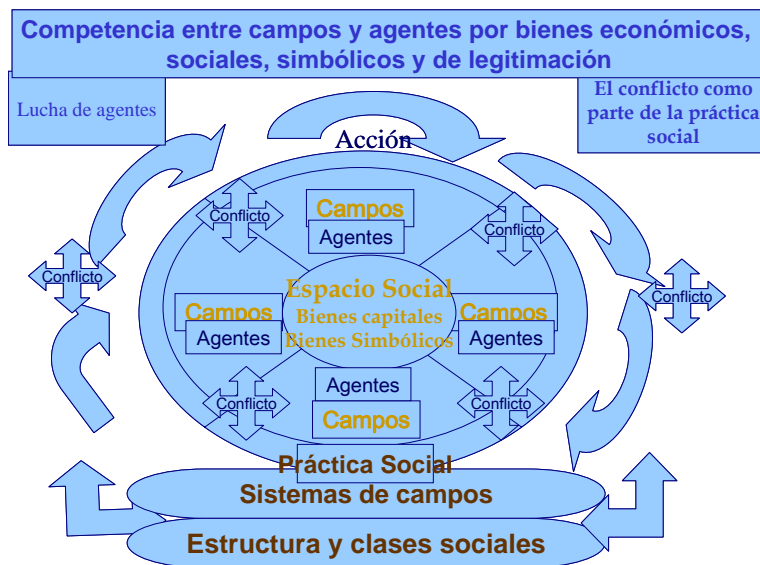 Competencia entre campos y agentes por bienes económicos,
sociales, simbólicos y de legitimación
Lucha de agentes
El conflicto como
parte de la práctica
social
Acción
Conflicto
Campos
Agentes
Conflicto
Conflicto
Campos
Agentes
Espacio Social
Bienes capitales
Bienes Simbólicos
Campos
Agentes
Conflicto
Conflicto
Agentes
Campos
Conflicto
Práctica Social
Sistemas de campos
Estructura y clases sociales